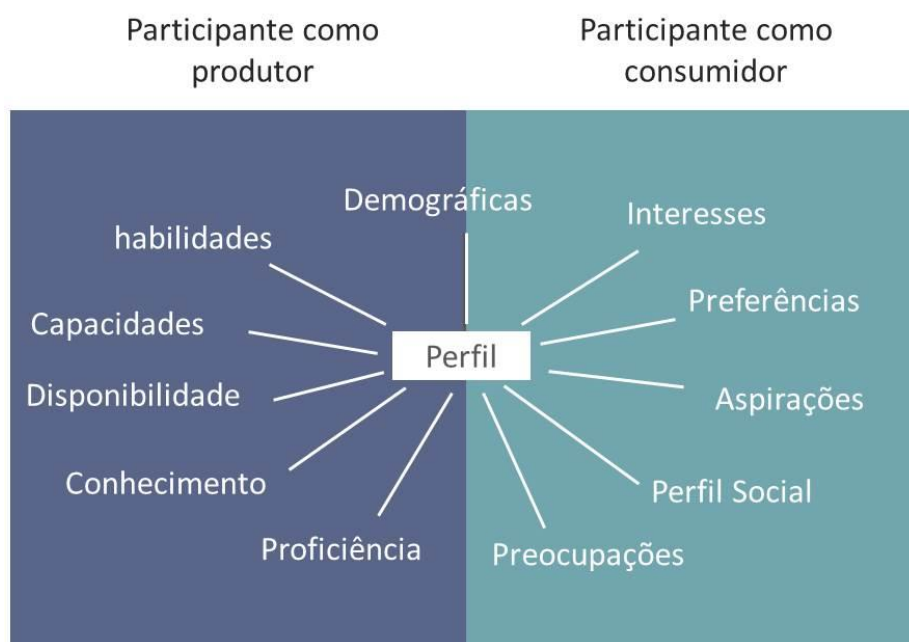 Participante como
produtor
Participante como
consumidor
Demográficas
habilidades
Capacidades
Disponibilidade
Conhecimento
Proficiência
Perfil
Interesses
Preferências
Aspirações
Perfil Social
Preocupações